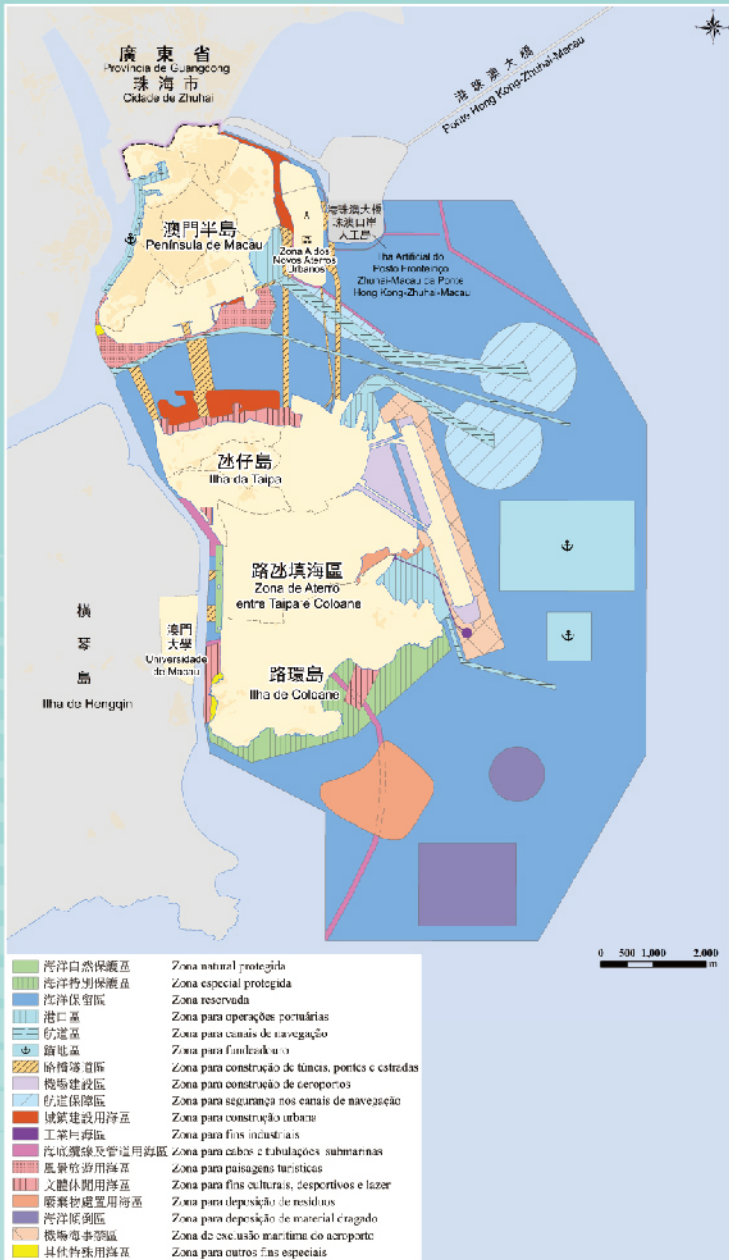 廣東省
Província de Guangcong
珠海市
Cidade de Zhuhai
港珠澳大橋
Ponte Hong Kong-Zhuhai-Macau
澳門半島
Península de Macau
A
區
Zona A dos
Novos Aterros
Urbanos
港珠澳大橋
珠澳口岸
人工島
Ilha Artificial do
Posto Fronteiriço
Zhuhai-Macau da Ponte
Hong Kong-Zhuhai-Macau
氹仔島
Ilha da Taipa
路氹填海區
Zona de Aterro
entre Taipa e Coloane
橫琴島
Ilha de Hengqin
澳門
大學
Universidade
de Macau
路環島
Ilha de Coloane
0 500 1,000 2.000
m
海洋自然保護區 Zona natural protegida
海洋特別保護區 Zona especial protegida
海洋保留區 Zona reservada
港口區 Zona para operações portuárias
航道區 Zona para canais de navegação
錨地區 Zona para fundeadouro
路橋隧道區 Zona para construção de túneis, pontes e estradas
機場建設區 Zona para construção de aeroportos
航道保障區 Zona para segurança nos canais de navegação
城鎮建設用海區 Zona para construção urbana
工業用海區 Zona para fins industriais
海底纜線及管道用海區 Zona para cabos e tubulações submarinas
風景旅遊用海區 Zona para paisagens turísticas
文體休閒用海區 Zona para fins culturais, desportivos e lazer
廢棄物處置用海區 Zona para deposição de resíduos
海洋傾倒區 Zona para deposição de material dragado
機場海事禁區 Zona de exclusão marítima do aeroporto
其他特殊用海區 Zona para outros fins especiais